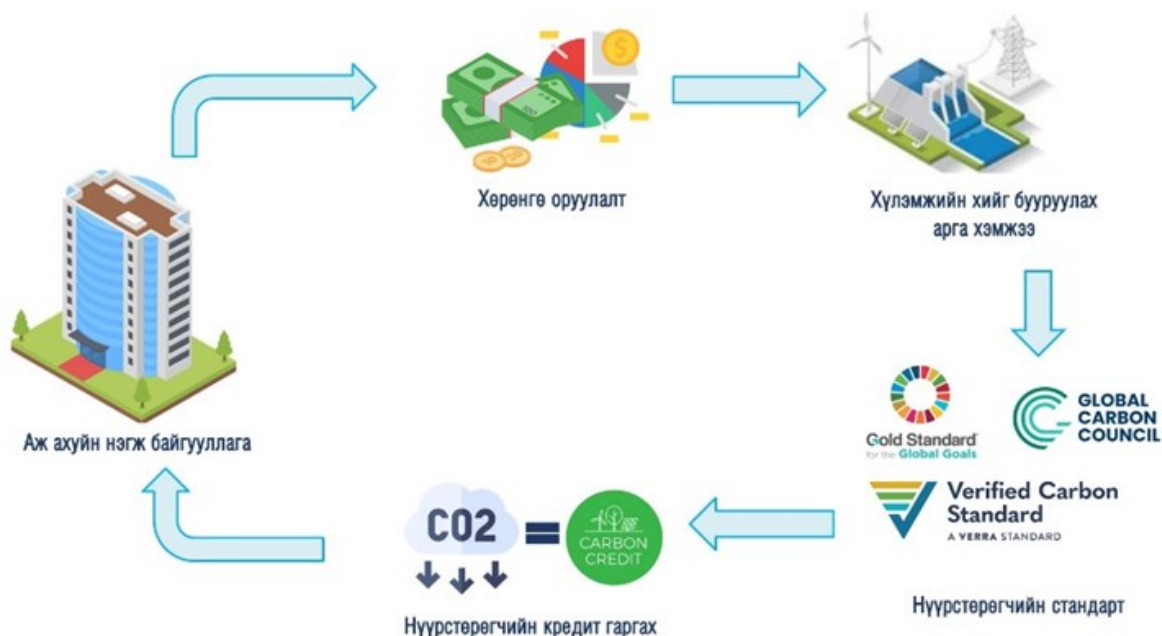 Хөрөнгө оруулалт
Хүлэмжийн хийг бууруулах
арга хэмжээ
Gold Standard
for the Global Goals
GLOBAL
CARBON
COUNCIL
Verified Carbon
Standard
A VERRA STANDARD
Нүүрстөрөгчийн стандарт
CO2
=
CARBON
CREDIT
Нүүрстөрөгчийн кредит гаргах
Аж ахуйн нэгж байгууллага